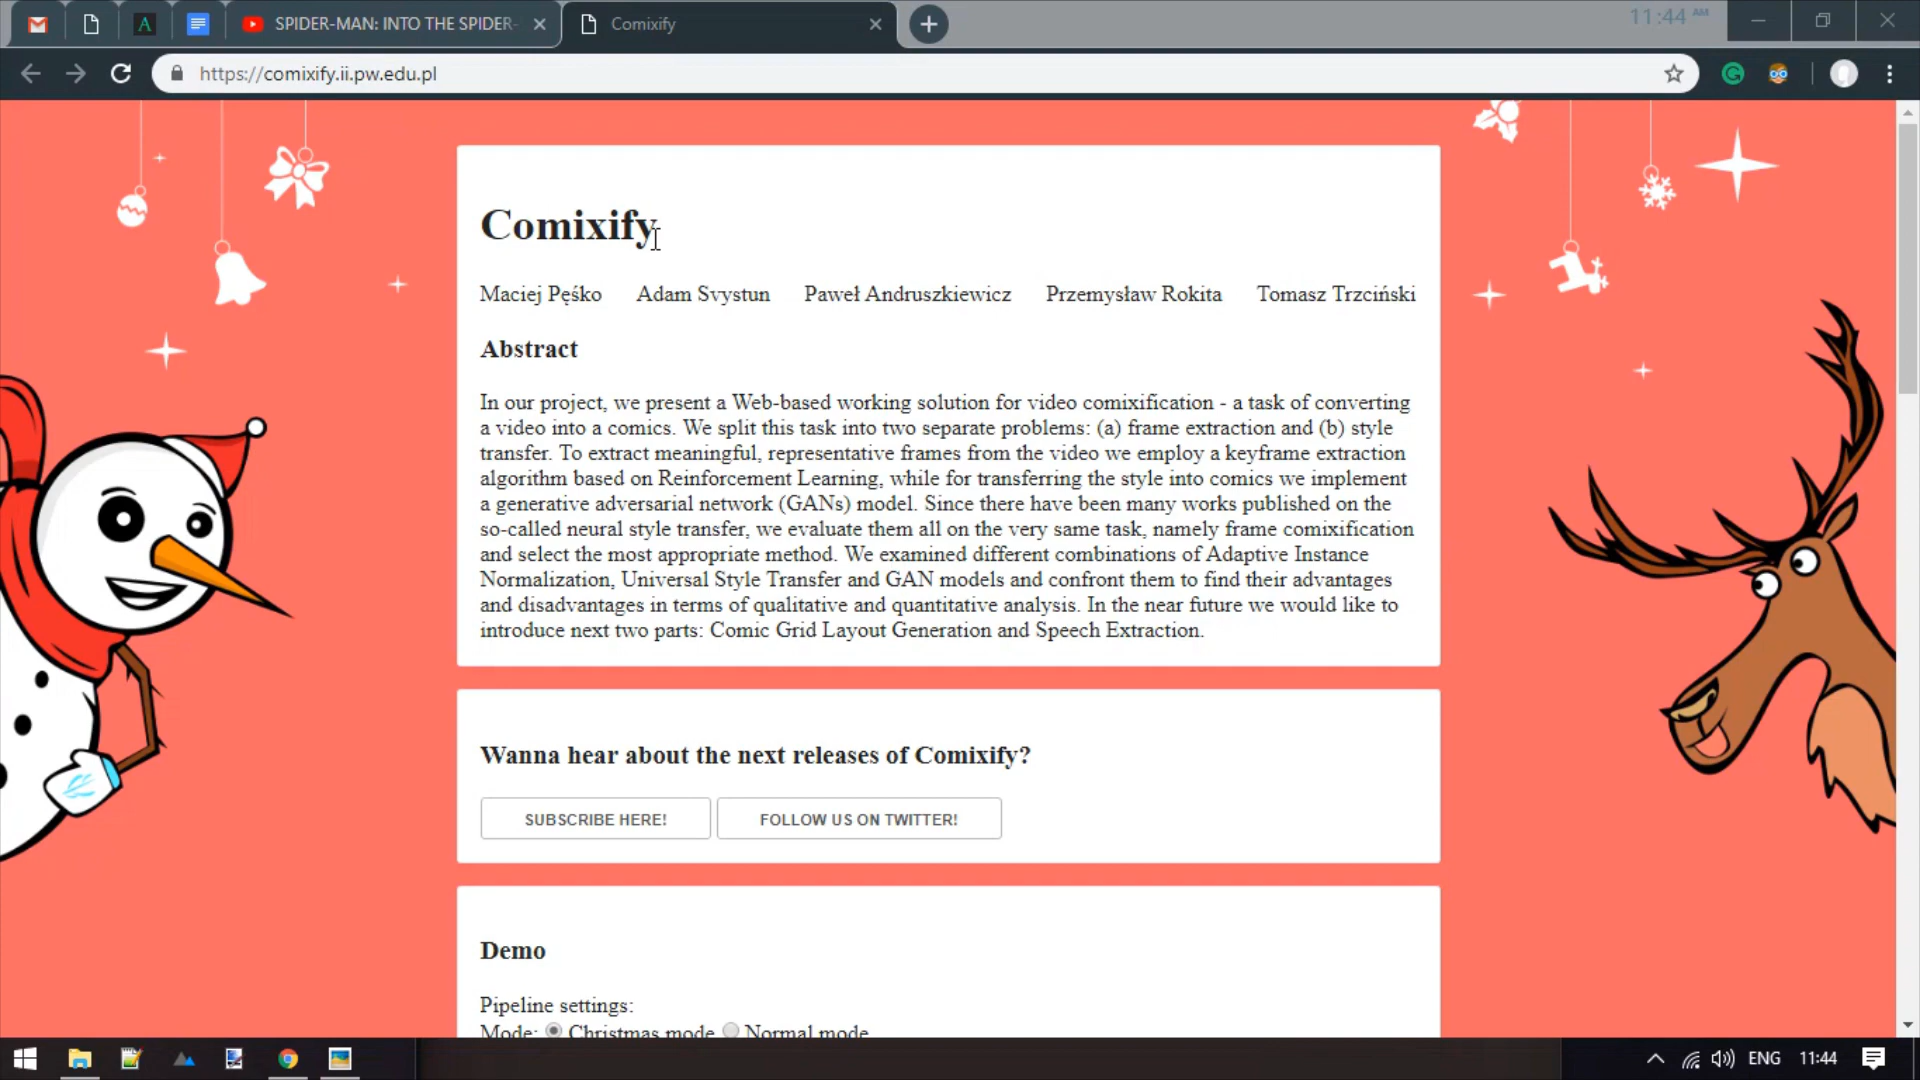 SPIDER-MAN: INTO THE SPIDER-
Comixify
11:44 AM
https://comixify.ii.pw.edu.pl
Comixify
Maciej Pęśko Adam Svystun Paweł Andruszkiewicz Przemysław Rokita Tomasz Trzciński
Abstract
In our project, we present a Web-based working solution for video comixification - a task of converting
a video into a comics. We split this task into two separate problems: (a) frame extraction and (b) style
transfer. To extract meaningful, representative frames from the video we employ a keyframe extraction
algorithm based on Reinforcement Learning, while for transferring the style into comics we implement
a generative adversarial network (GANs) model. Since there have been many works published on the
so-called neural style transfer, we evaluate them all on the very same task, namely frame comixification
and select the most appropriate method. We examined different combinations of Adaptive Instance
Normalization, Universal Style Transfer and GAN models and confront them to find their advantages
and disadvantages in terms of qualitative and quantitative analysis. In the near future we would like to
introduce next two parts: Comic Grid Layout Generation and Speech Extraction.
Wanna hear about the next releases of Comixify?
SUBSCRIBE HERE! FOLLOW US ON TWITTER!
Demo
Pipeline settings:
Mode: Christmas mode Normal mode
ENG 11:44